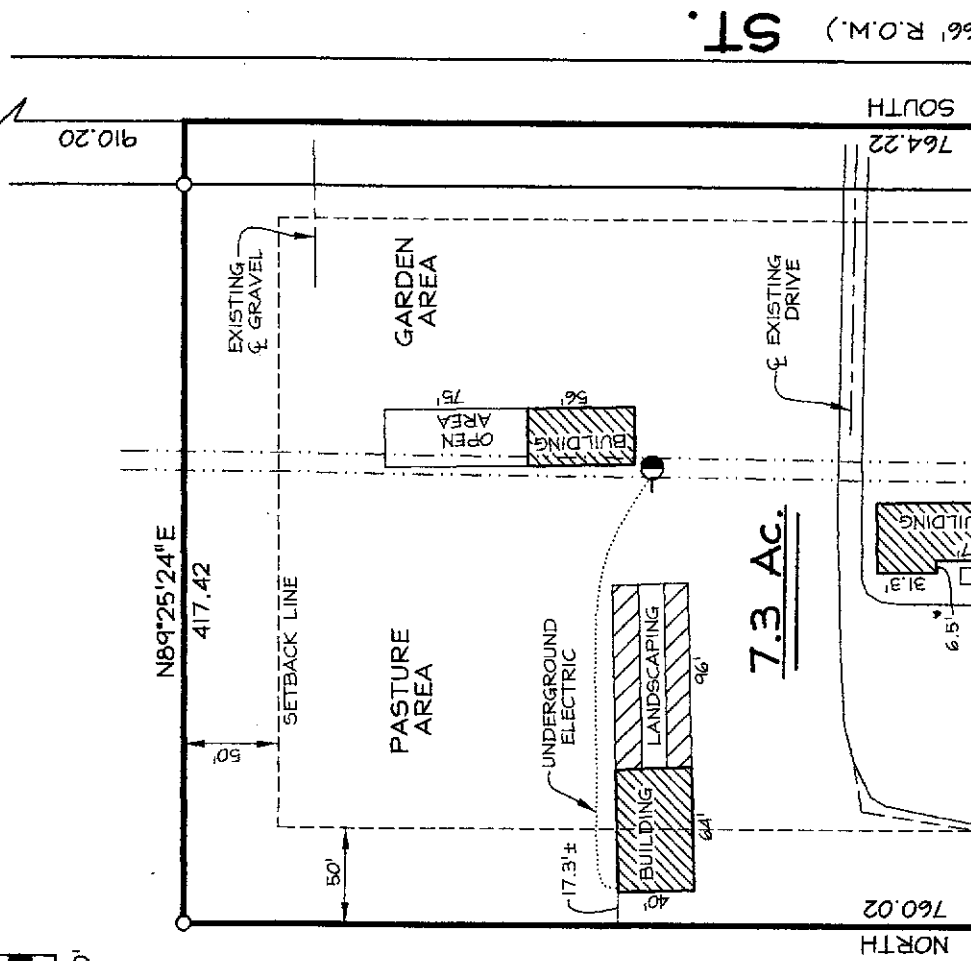 66' R.O.W.)
ST.
SOUTH
764.22
910.20
EXISTING
℄ GRAVEL
GARDEN
AREA
℄ EXISTING
DRIVE
75'
OPEN
AREA
56'
BUILDING
N89°25'24"E
417.42
SETBACK LINE
50'
PASTURE
AREA
UNDERGROUND
ELECTRIC
LANDSCAPING
96'
7.3 Ac.
31.3'
6.5'
7'
BUILDING
64'
40'
17.3'±
50'
760.02
NORTH